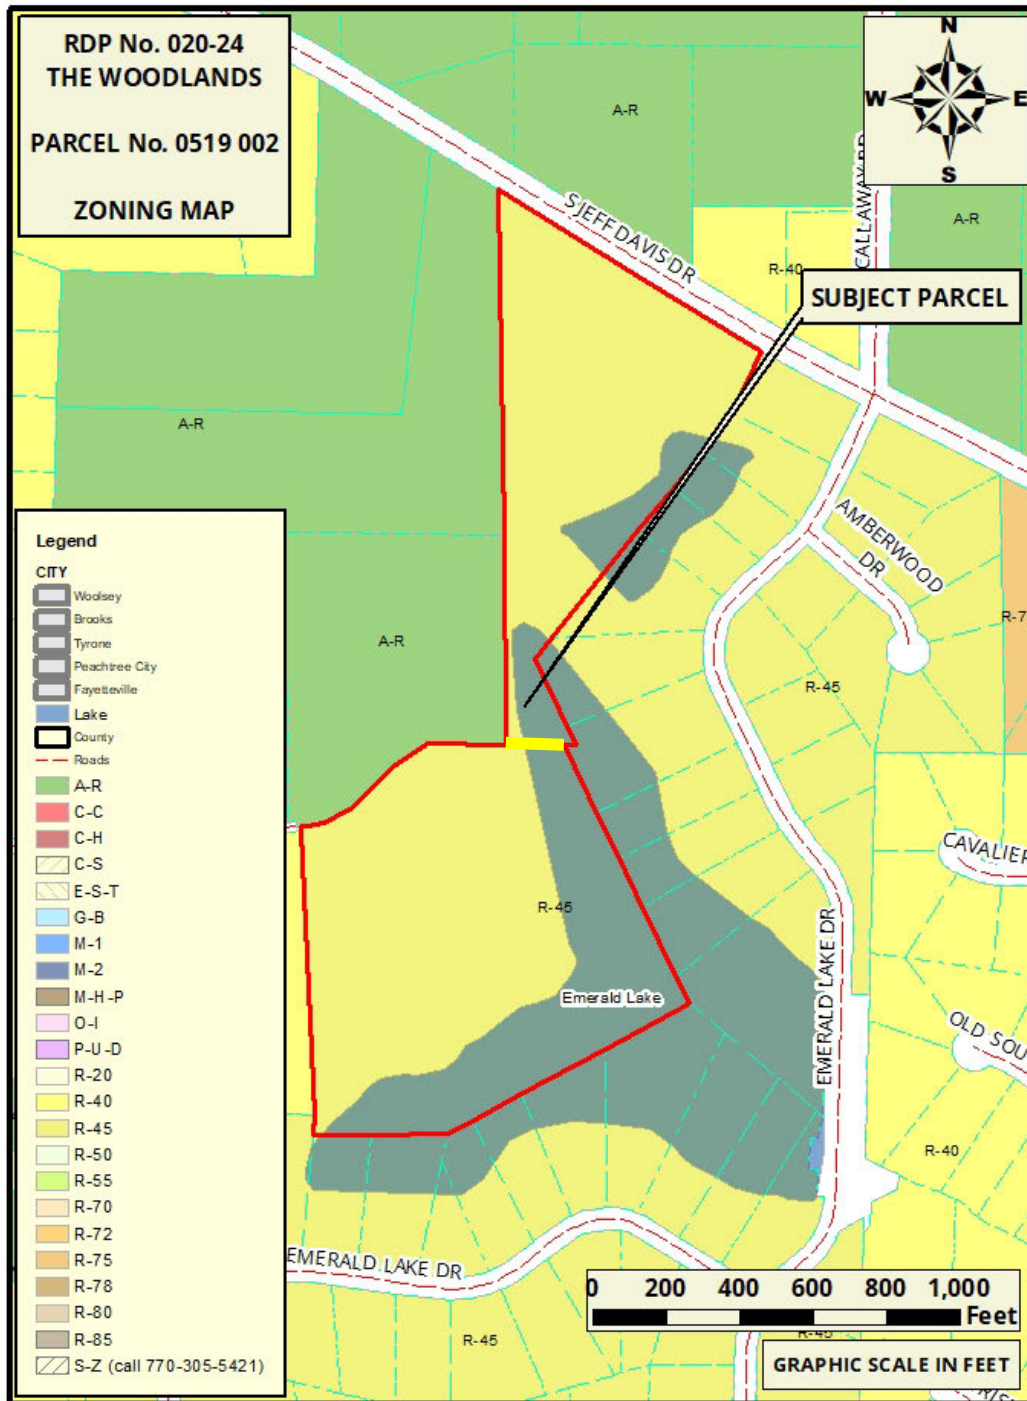 RDP No. 020-24
THE WOODLANDS
PARCEL No. 0519 002
ZONING MAP
N
W
E
S
A-R
S JEFF DAVIS DR
CALLAWAY RD
A-R
R-40
SUBJECT PARCEL
A-R
AMBERWOOD
DR
R-7
A-R
R-45
Legend
CITY
Woolsey
Brooks
Tyrone
Peachtree City
Fayetteville
Lake
County
Roads
A-R
C-C
C-H
C-S
E-S-T
G-B
M-1
M-2
M-H-P
O-I
P-U-D
R-20
R-40
R-45
R-50
R-55
R-70
R-72
R-75
R-78
R-80
R-85
S-Z (call 770-305-5421)
CAVALIER
R-45
EMERALD LAKE DR
Emerald Lake
OLD SOU
R-40
EMERALD LAKE DR
0 200 400 600 800 1,000
Feet
R-45
R-45
GRAPHIC SCALE IN FEET